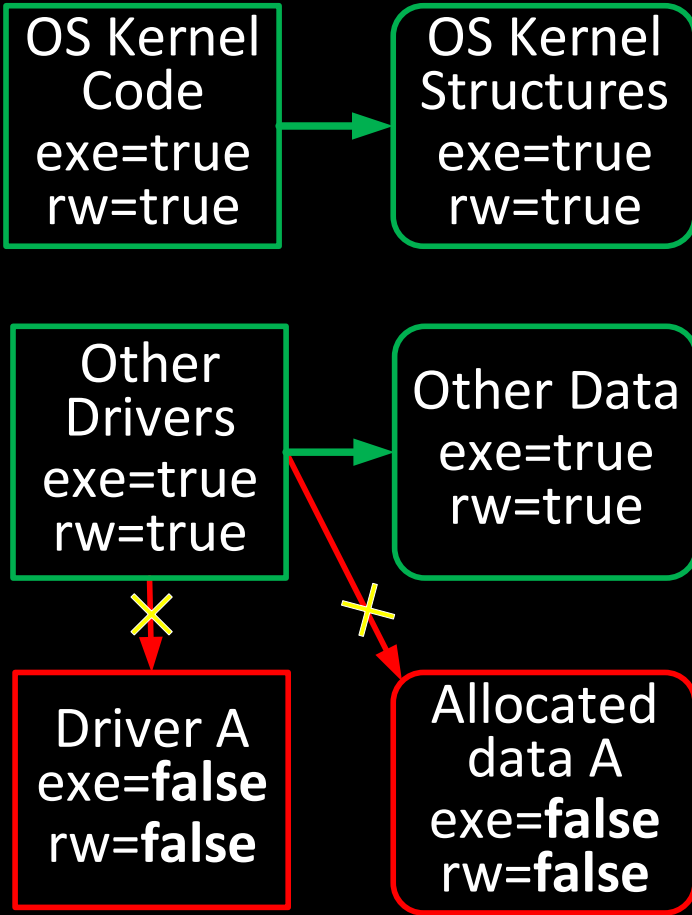 OS Kernel
Code
exe=true
rw=true
OS Kernel
Structures
exe=true
rw=true
Other
Drivers
exe=true
rw=true
Other Data
exe=true
rw=true
Driver A
exe=false
rw=false
Allocated
data A
exe=false
rw=false